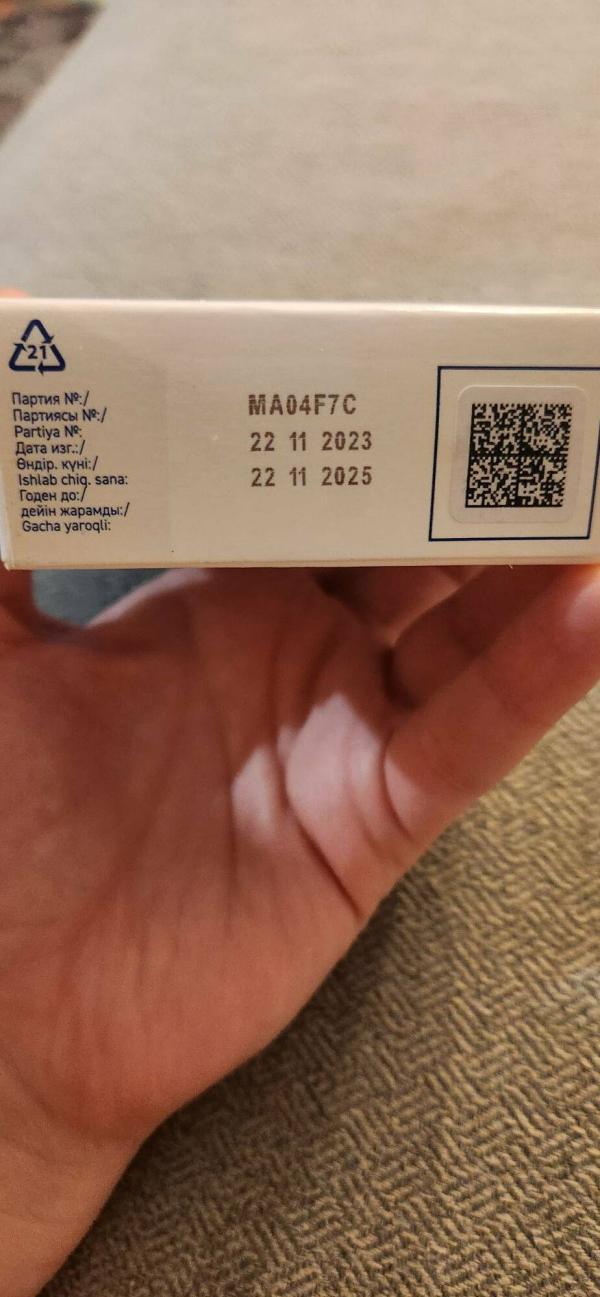 21
Партия №:/
Партиясы №:/
Partiya №:
Дата изг.:/
Өндір. күні:/
Ishlab chiq. sana:
Годен до:/
дейін жарамды:/
Gacha yaroqli:
MA04F7C
22 11 2023
22 11 2025